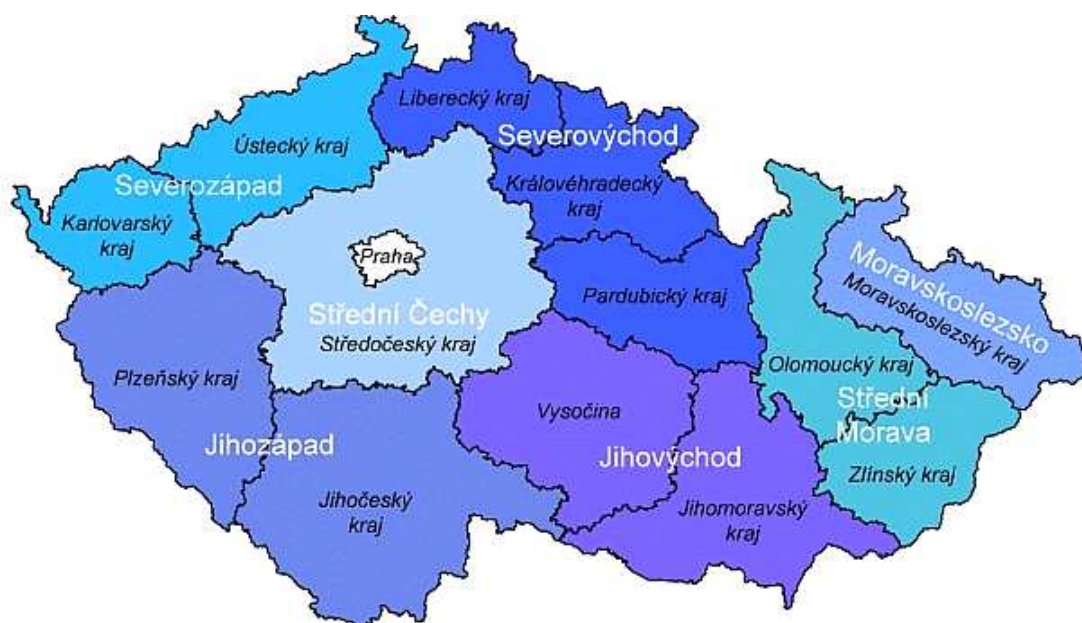 Liberecký kraj
Severovýchod
Ústecký kraj
Severozápad
Královéhradecký
kraj
Karlovarský
kraj
Praha
Moravskoslezsko
Moravskoslezský kraj
Pardubický kraj
Střední Čechy
Středočeský kraj
Olomoucký kraj
Plzeňský kraj
Střední
Morava
Vysočina
Jihozápad
Jihovýchod
Zlínský kraj
Jihočeský
kraj
Jihomoravský
kraj